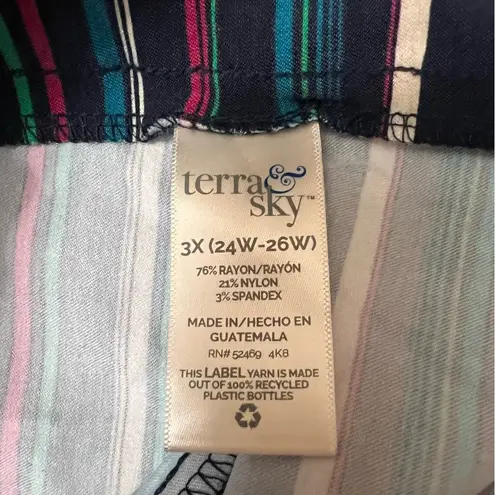 terra &
sky™
3X (24W-26W)
76% RAYON/RAYÓN
21% NYLON
3% SPANDEX
MADE IN/HECHO EN
GUATEMALA
RN# 52469 4K8
THIS LABEL YARN IS MADE
OUT OF 100% RECYCLED
PLASTIC BOTTLES